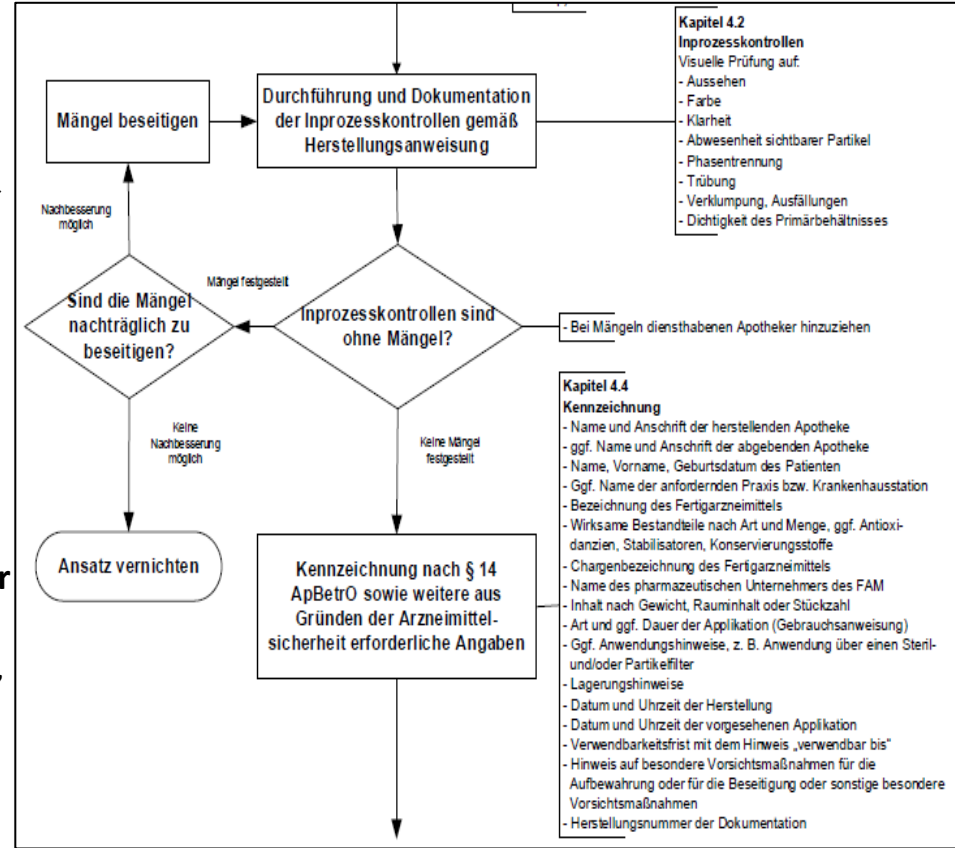 Kapitel 4.2
Inprozesskontrollen
Visuelle Prüfung auf:
- Aussehen
- Farbe
- Klarheit
- Abwesenheit sichtbarer Partikel
- Phasentrennung
- Trübung
- Verklumpung, Ausfällungen
- Dichtigkeit des Primärbehältnisses
Mängel beseitigen
Durchführung und Dokumentation
der Inprozesskontrollen gemäß
Herstellungsanweisung
Nachbesserung
möglich
Mängel festgestellt
Sind die Mängel
nachträglich zu
beseitigen?
Inprozesskontrollen sind
ohne Mängel?
- Bei Mängeln diensthabenen Apotheker hinzuziehen
Keine
Nachbesserung
möglich
Keine Mängel
festgestellt
Ansatz vernichten
Kennzeichnung nach § 14
ApBetrO sowie weitere aus
Gründen der Arzneimittel-
sicherheit erforderliche Angaben
Kapitel 4.4
Kennzeichnung
- Name und Anschrift der herstellenden Apotheke
- ggf. Name und Anschrift der abgebenden Apotheke
- Name, Vorname, Geburtsdatum des Patienten
- Ggf. Name der anfordernden Praxis bzw. Krankenhausstation
- Bezeichnung des Fertigarzneimittels
- Wirksame Bestandteile nach Art und Menge, ggf. Antioxi-
danzien, Stabilisatoren, Konservierungsstoffe
- Chargenbezeichnung des Fertigarzneimittels
- Name des pharmazeutischen Unternehmers des FAM
- Inhalt nach Gewicht, Rauminhalt oder Stückzahl
- Art und ggf. Dauer der Applikation (Gebrauchsanweisung)
- Ggf. Anwendungshinweise, z. B. Anwendung über einen Steril-
und/oder Partikelfilter
- Lagerungshinweise
- Datum und Uhrzeit der Herstellung
- Datum und Uhrzeit der vorgesehenen Applikation
- Verwendbarkeitsfrist mit dem Hinweis „verwendbar bis“
- Hinweis auf besondere Vorsichtsmaßnahmen für die
Aufbewahrung oder für die Beseitigung oder sonstige besondere
Vorsichtsmaßnahmen
- Herstellungsnummer der Dokumentation